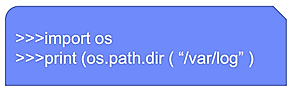 >>>import os
>>>print (os.path.dir ( “/var/log” )